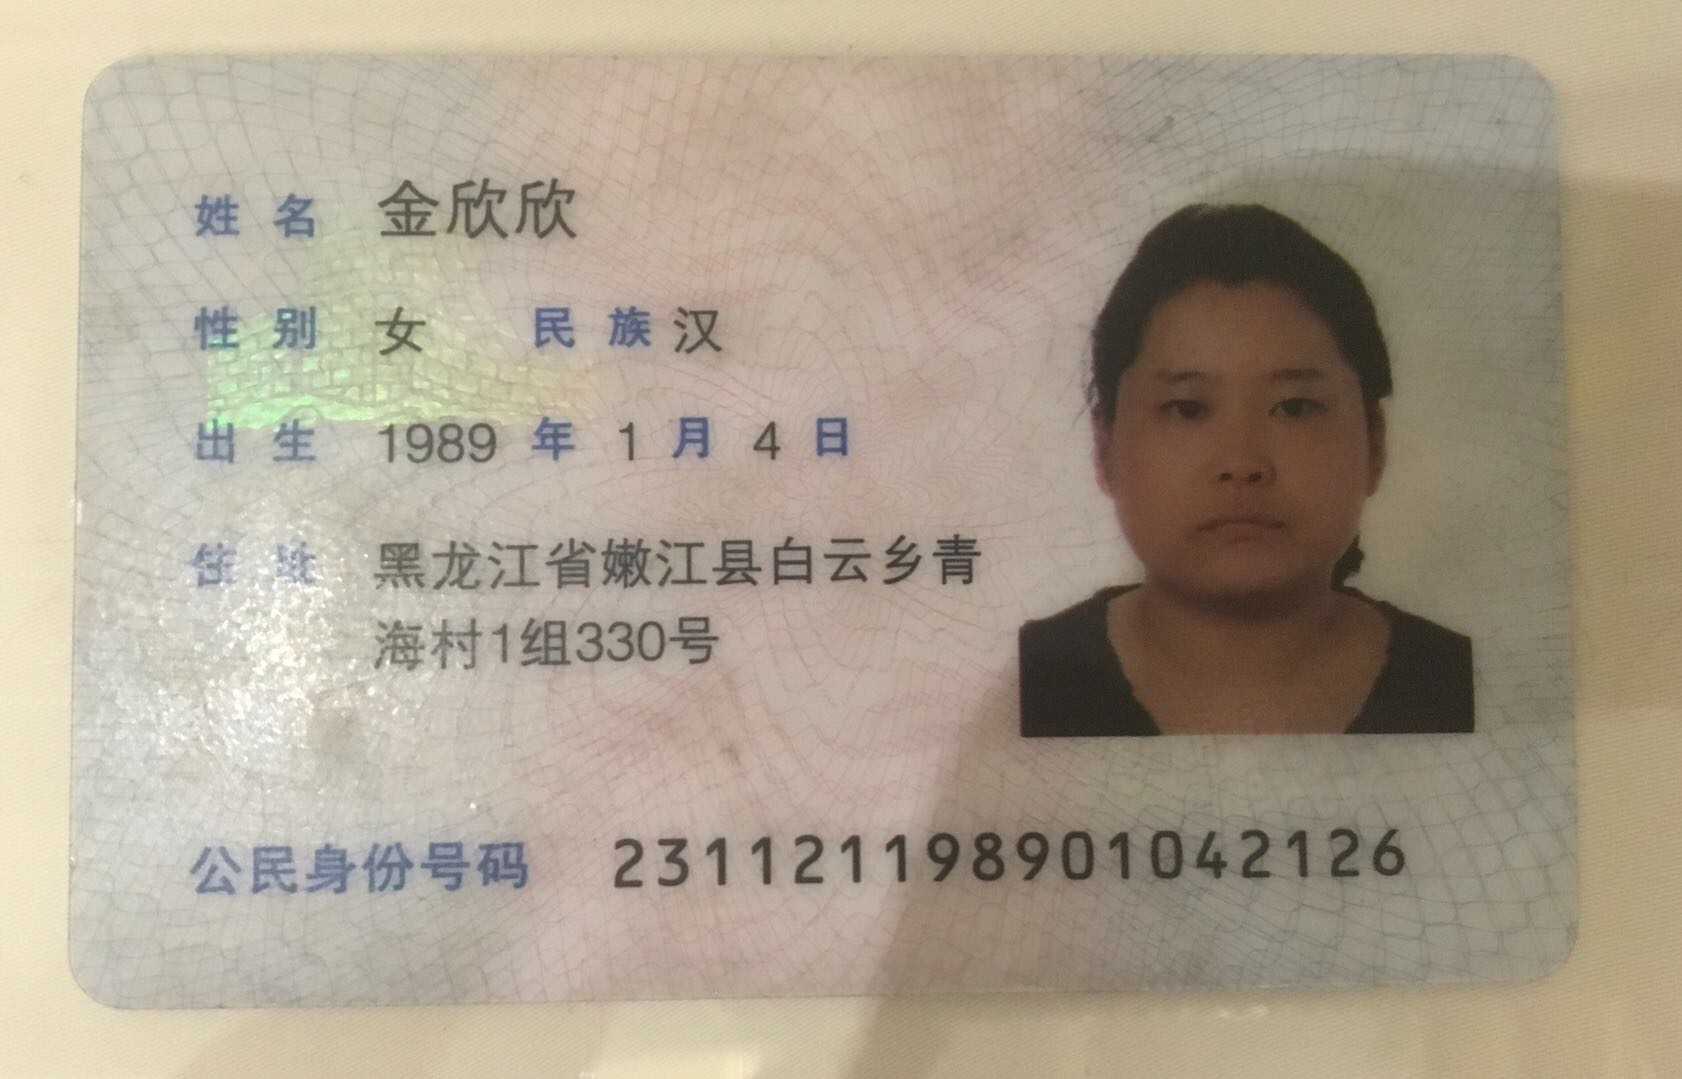 姓名 金欣欣
性别 女 民族 汉
出生 1989 年 1 月 4 日
住址 黑龙江省嫩江县白云乡青
海村1组330号
公民身份号码 231121198901042126